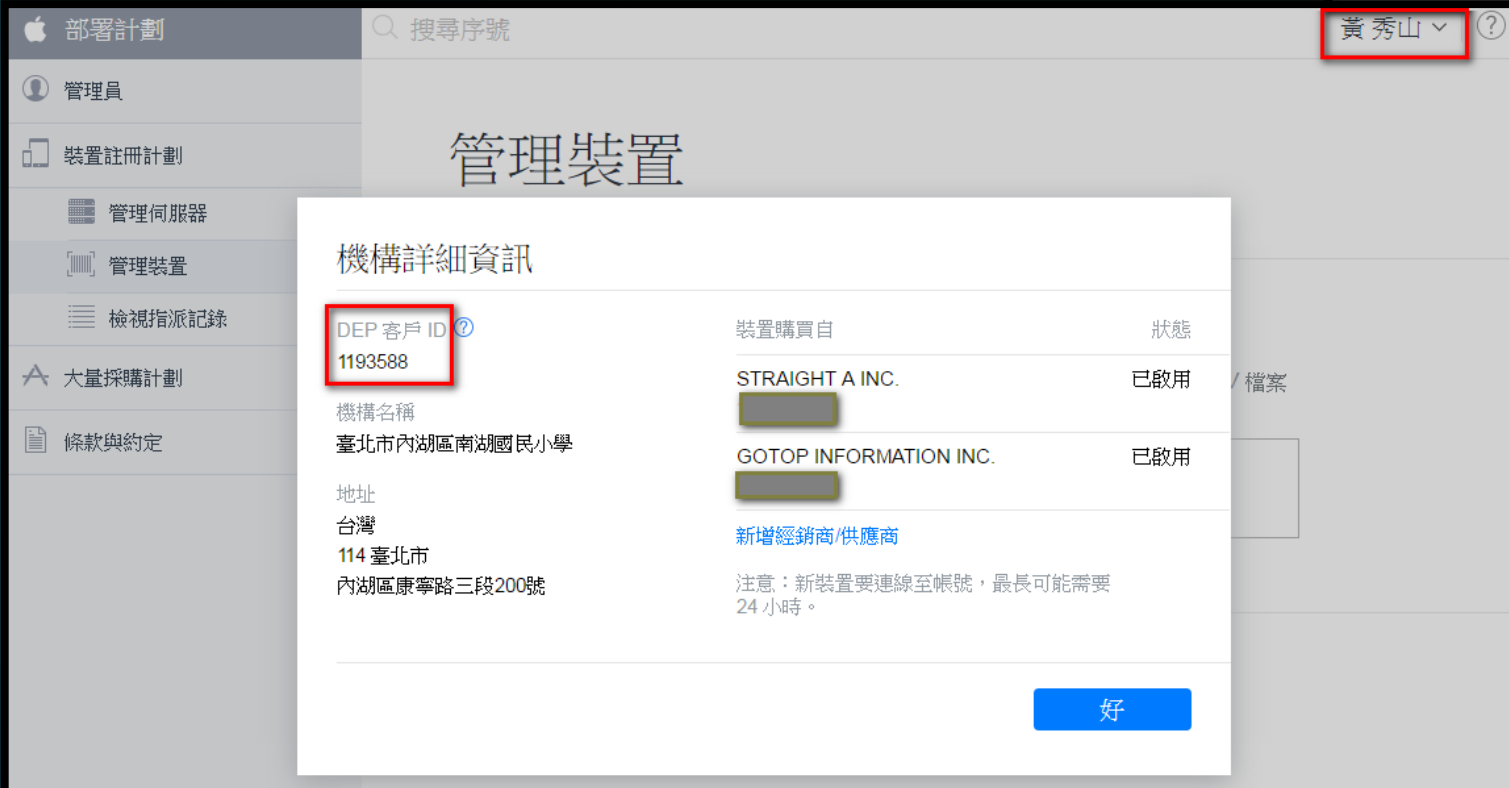 部署計劃
搜尋序號
黃 秀山
管理員
裝置註冊計劃
管理伺服器
管理裝置
檢視指派記錄
大量採購計劃
條款與約定
管理裝置
/ 檔案
機構詳細資訊
DEP 客戶 ID ?
1193588
機構名稱
臺北市內湖區南湖國民小學
地址
台灣
114 臺北市
內湖區康寧路三段200號
裝置購買自 狀態
STRAIGHT A INC. 已啟用
GOTOP INFORMATION INC. 已啟用
新增經銷商/供應商
注意：新裝置要連線至帳號，最長可能需要
24 小時。
好